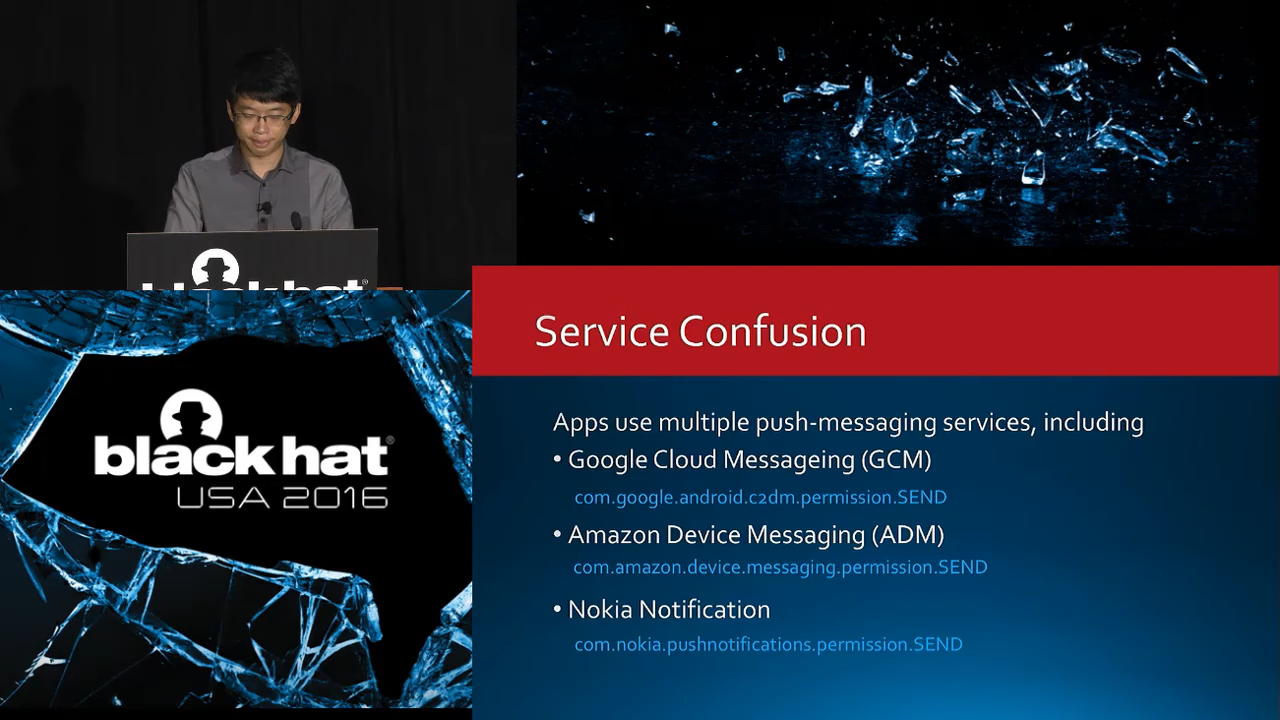 black hat®
black hat®
USA 2016
Service Confusion
Apps use multiple push-messaging services, including
• Google Cloud Messageing (GCM)
com.google.android.c2dm.permission.SEND
• Amazon Device Messaging (ADM)
com.amazon.device.messaging.permission.SEND
• Nokia Notification
com.nokia.pushnotifications.permission.SEND